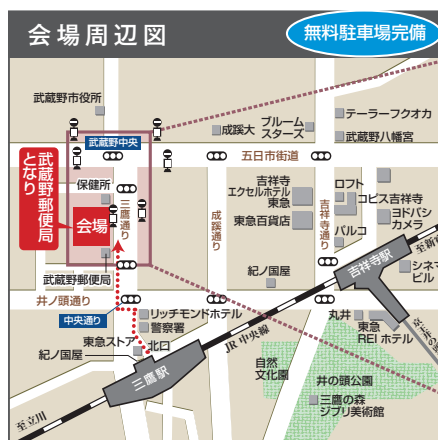 会場周辺図
無料駐車場完備
武蔵野市役所
武蔵野中央
成蹊大
ブルーム
スターズ
テーラーフクオカ
武蔵野八幡宮
五日市街道
武蔵野郵便局
となり
保健所
会場
三鷹通り
成蹊通り
吉祥寺
エクセルホテル
東急
東急百貨店
吉祥寺通り
ロフト
コピス吉祥寺
ヨドバシ
カメラ
パルコ
武蔵野郵便局
紀ノ国屋
吉祥寺駅
至新宿
シネマ
ビル
井ノ頭通り
中央通り
リッチモンドホテル
警察署
東急ストア
北口
紀ノ国屋
三鷹駅
JR 中央線
至立川
丸井
東急
REI ホテル
自然
文化園
井の頭公園
三鷹の森
ジブリ美術館